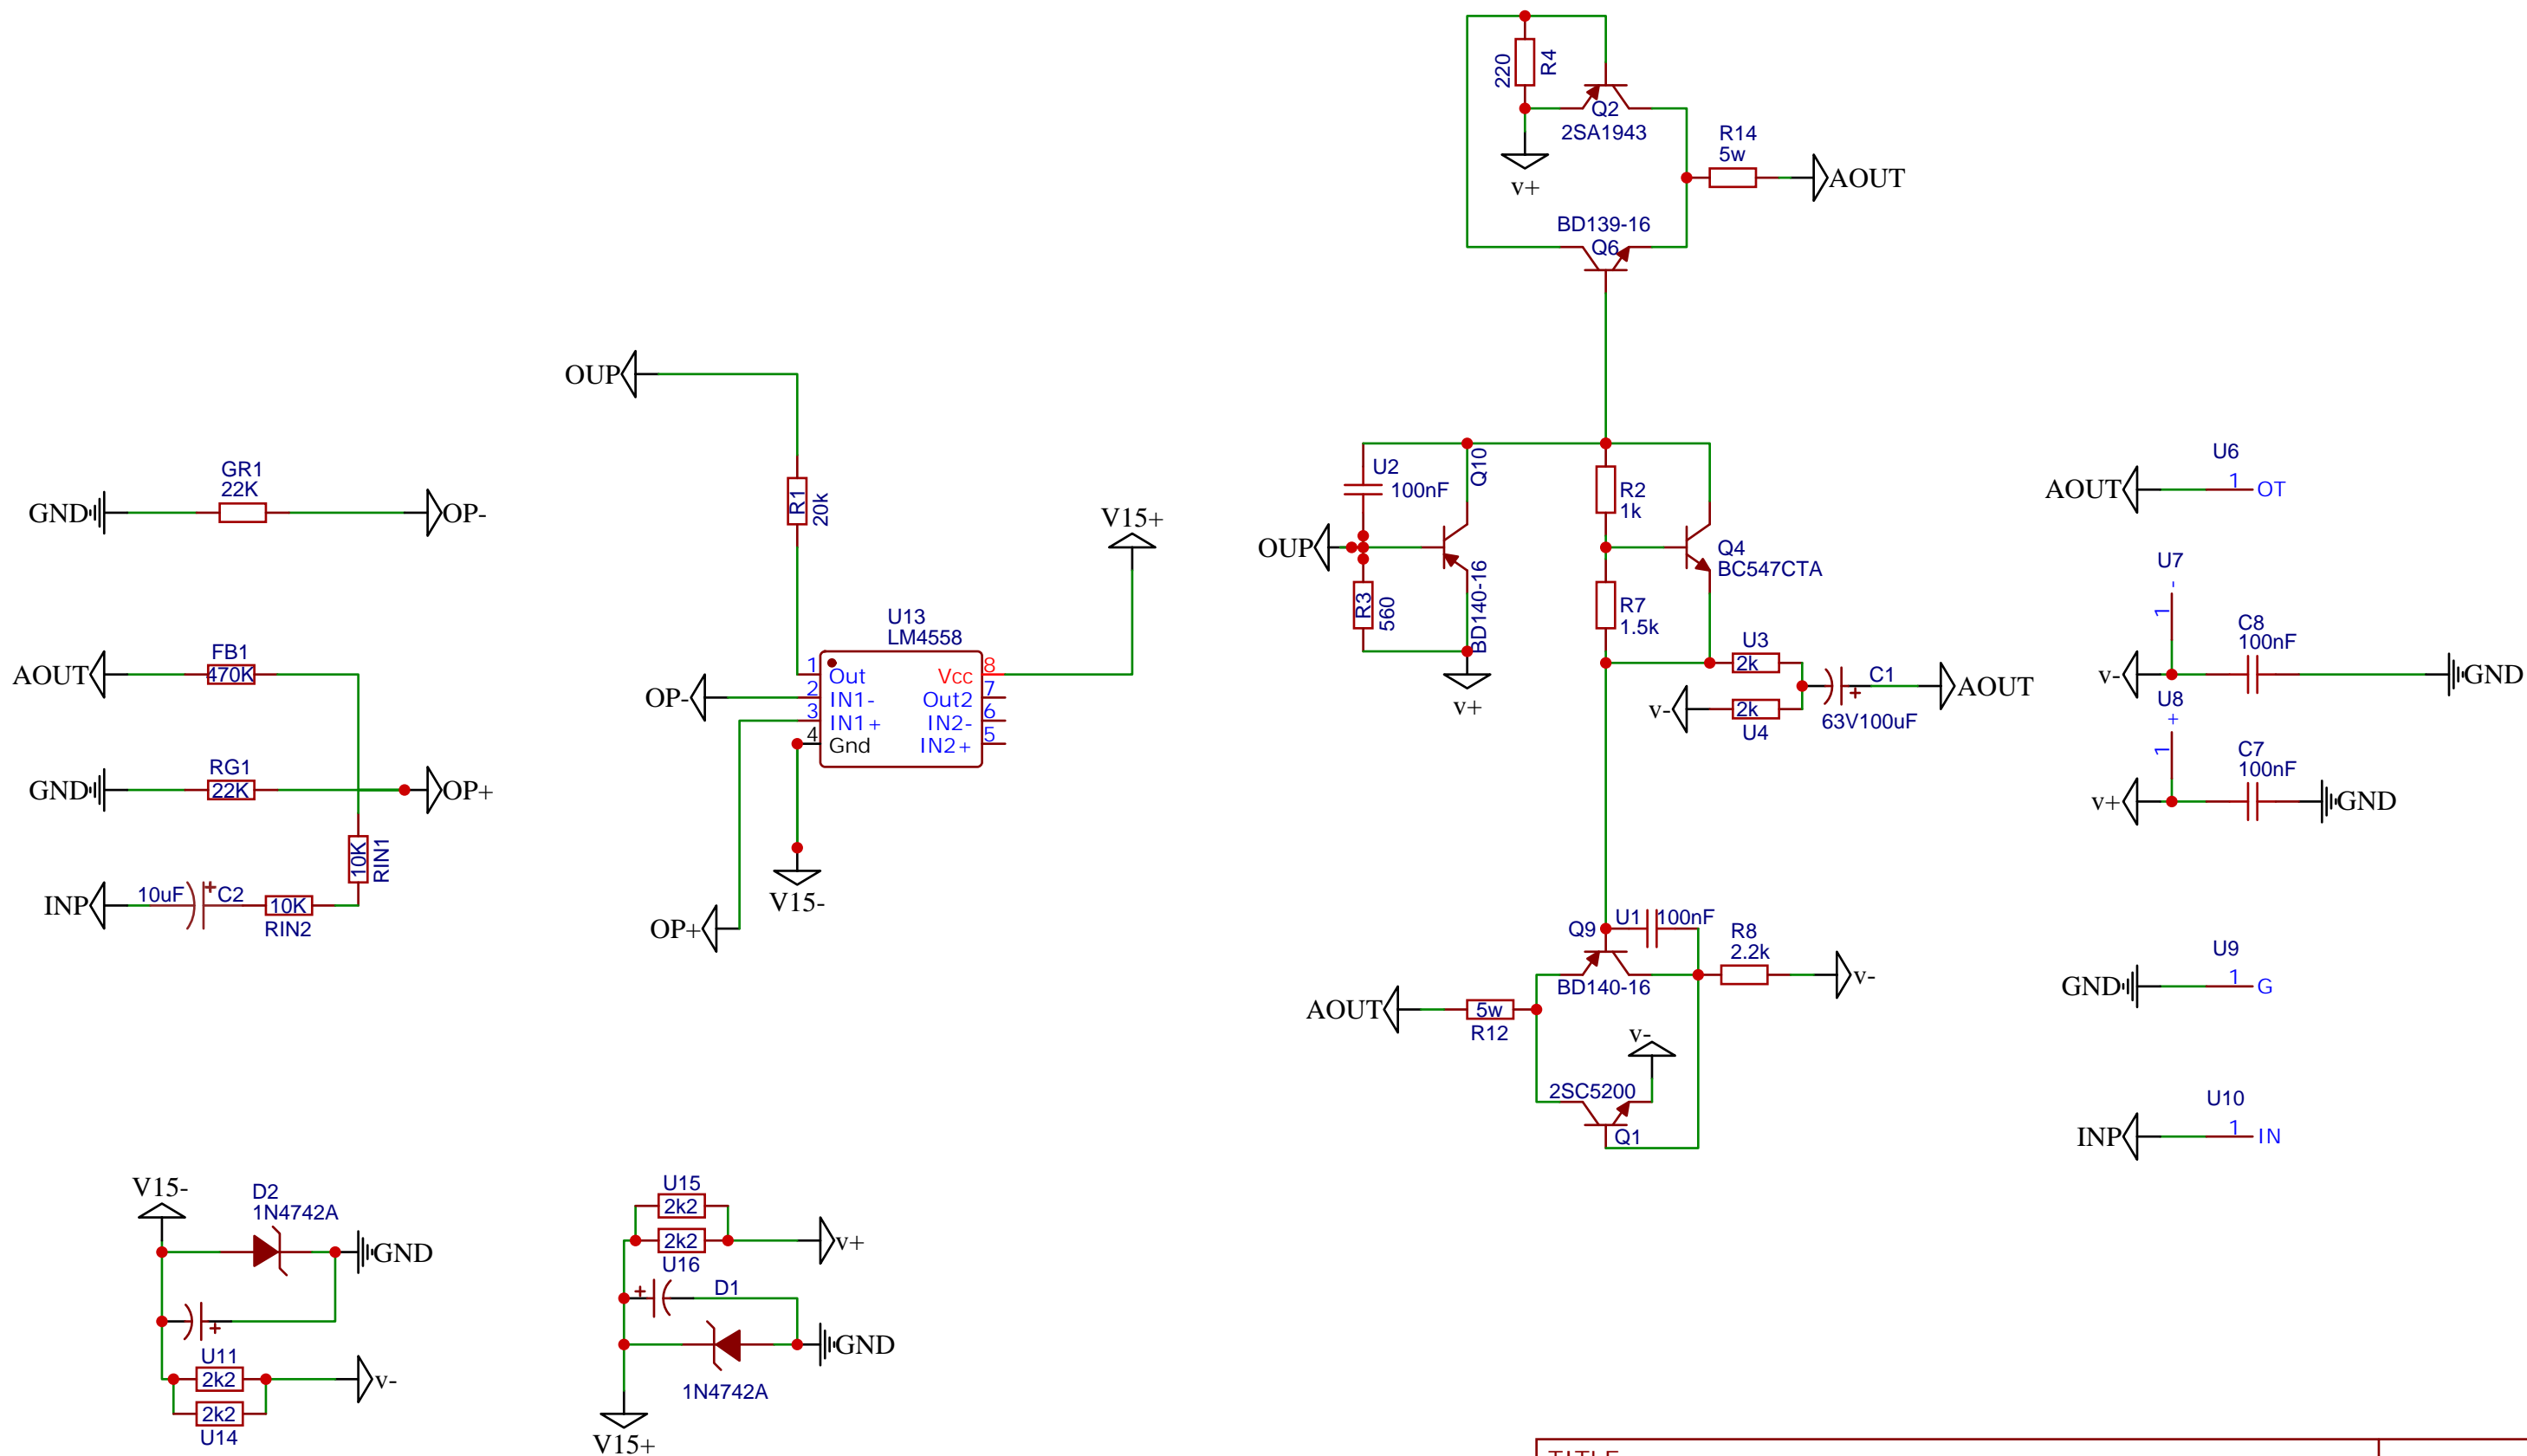 220
R4
Q2
2SA1943
v+
R14
5w
AOUT
BD139-16
Q6
OUP
R1
20k
GR1
22K
GND
OP-
AOUT
FB1
470K
RG1
GND
22K
OP+
10K
RIN1
INP
10uF
+
C2
10K
RIN2
V15+
U13
LM4558
1
Out
Vcc
8
OP-
2
IN1-
Out2
7
3
IN1+
IN2-
6
4
Gnd
IN2+
5
V15-
OP+
U2
100nF
Q10
OUP
R3
560
BD140-16
v+
R2
1k
Q4
BC547CTA
R7
1.5k
U3
2k
v-
2k
U4
+
C1
63V100uF
AOUT
U6
AOUT
1
OT
U7
-
1
C8
100nF
v-
GND
U8
+
1
C7
100nF
v+
GND
Q9
U1
100nF
R8
2.2k
v-
BD140-16
AOUT
5w
R12
v-
2SC5200
Q1
U9
GND
1
G
U10
INP
1
IN
V15-
D2
1N4742A
GND
+
U11
2k2
v-
2k2
U14
U15
2k2
2k2
v+
U16
+
D1
GND
1N4742A
V15+